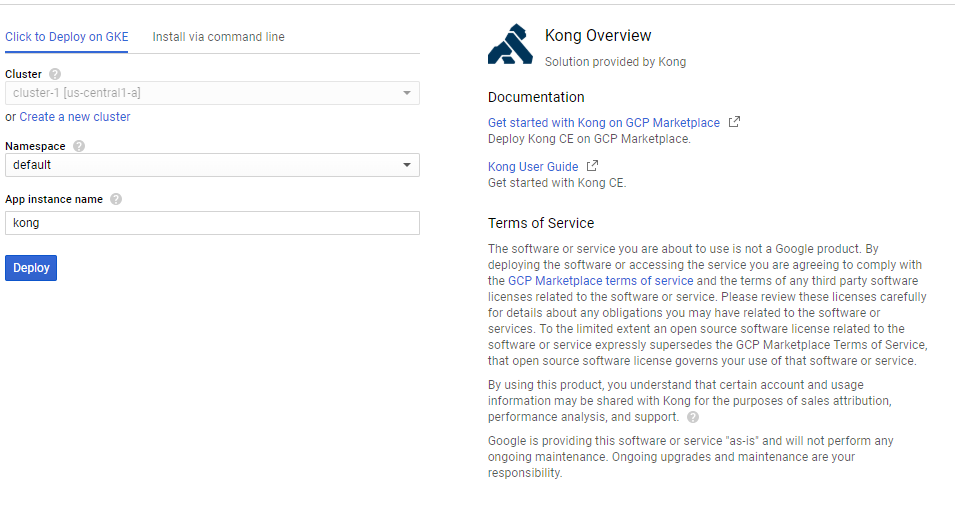 Click to Deploy on GKE
Install via command line
Cluster ?
cluster-1 [us-central1-a]
or Create a new cluster
Namespace ?
default
App instance name ?
kong
Deploy
Kong Overview
Solution provided by Kong
Documentation
Get started with Kong on GCP Marketplace
Deploy Kong CE on GCP Marketplace.
Kong User Guide
Get started with Kong CE.
Terms of Service
The software or service you are about to use is not a Google product. By
deploying the software or accessing the service you are agreeing to comply with
the GCP Marketplace terms of service and the terms of any third party software
licenses related to the software or service. Please review these licenses carefully
for details about any obligations you may have related to the software or
services. To the limited extent an open source software license related to the
software or service expressly supersedes the GCP Marketplace Terms of Service,
that open source software license governs your use of that software or service.
By using this product, you understand that certain account and usage
information may be shared with Kong for the purposes of sales attribution,
performance analysis, and support. ?
Google is providing this software or service "as-is" and will not perform any
ongoing maintenance. Ongoing upgrades and maintenance are your
responsibility.